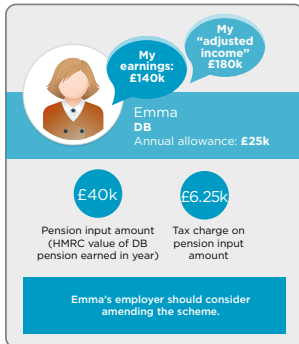 My
earnings:
£140k
My
“adjusted
income”
£180k
Emma
DB
Annual allowance: £25k
£40k
Pension input amount
(HMRC value of DB
pension earned in year)
£6.25k
Tax charge on
pension input
amount
Emma's employer should consider
amending the scheme.